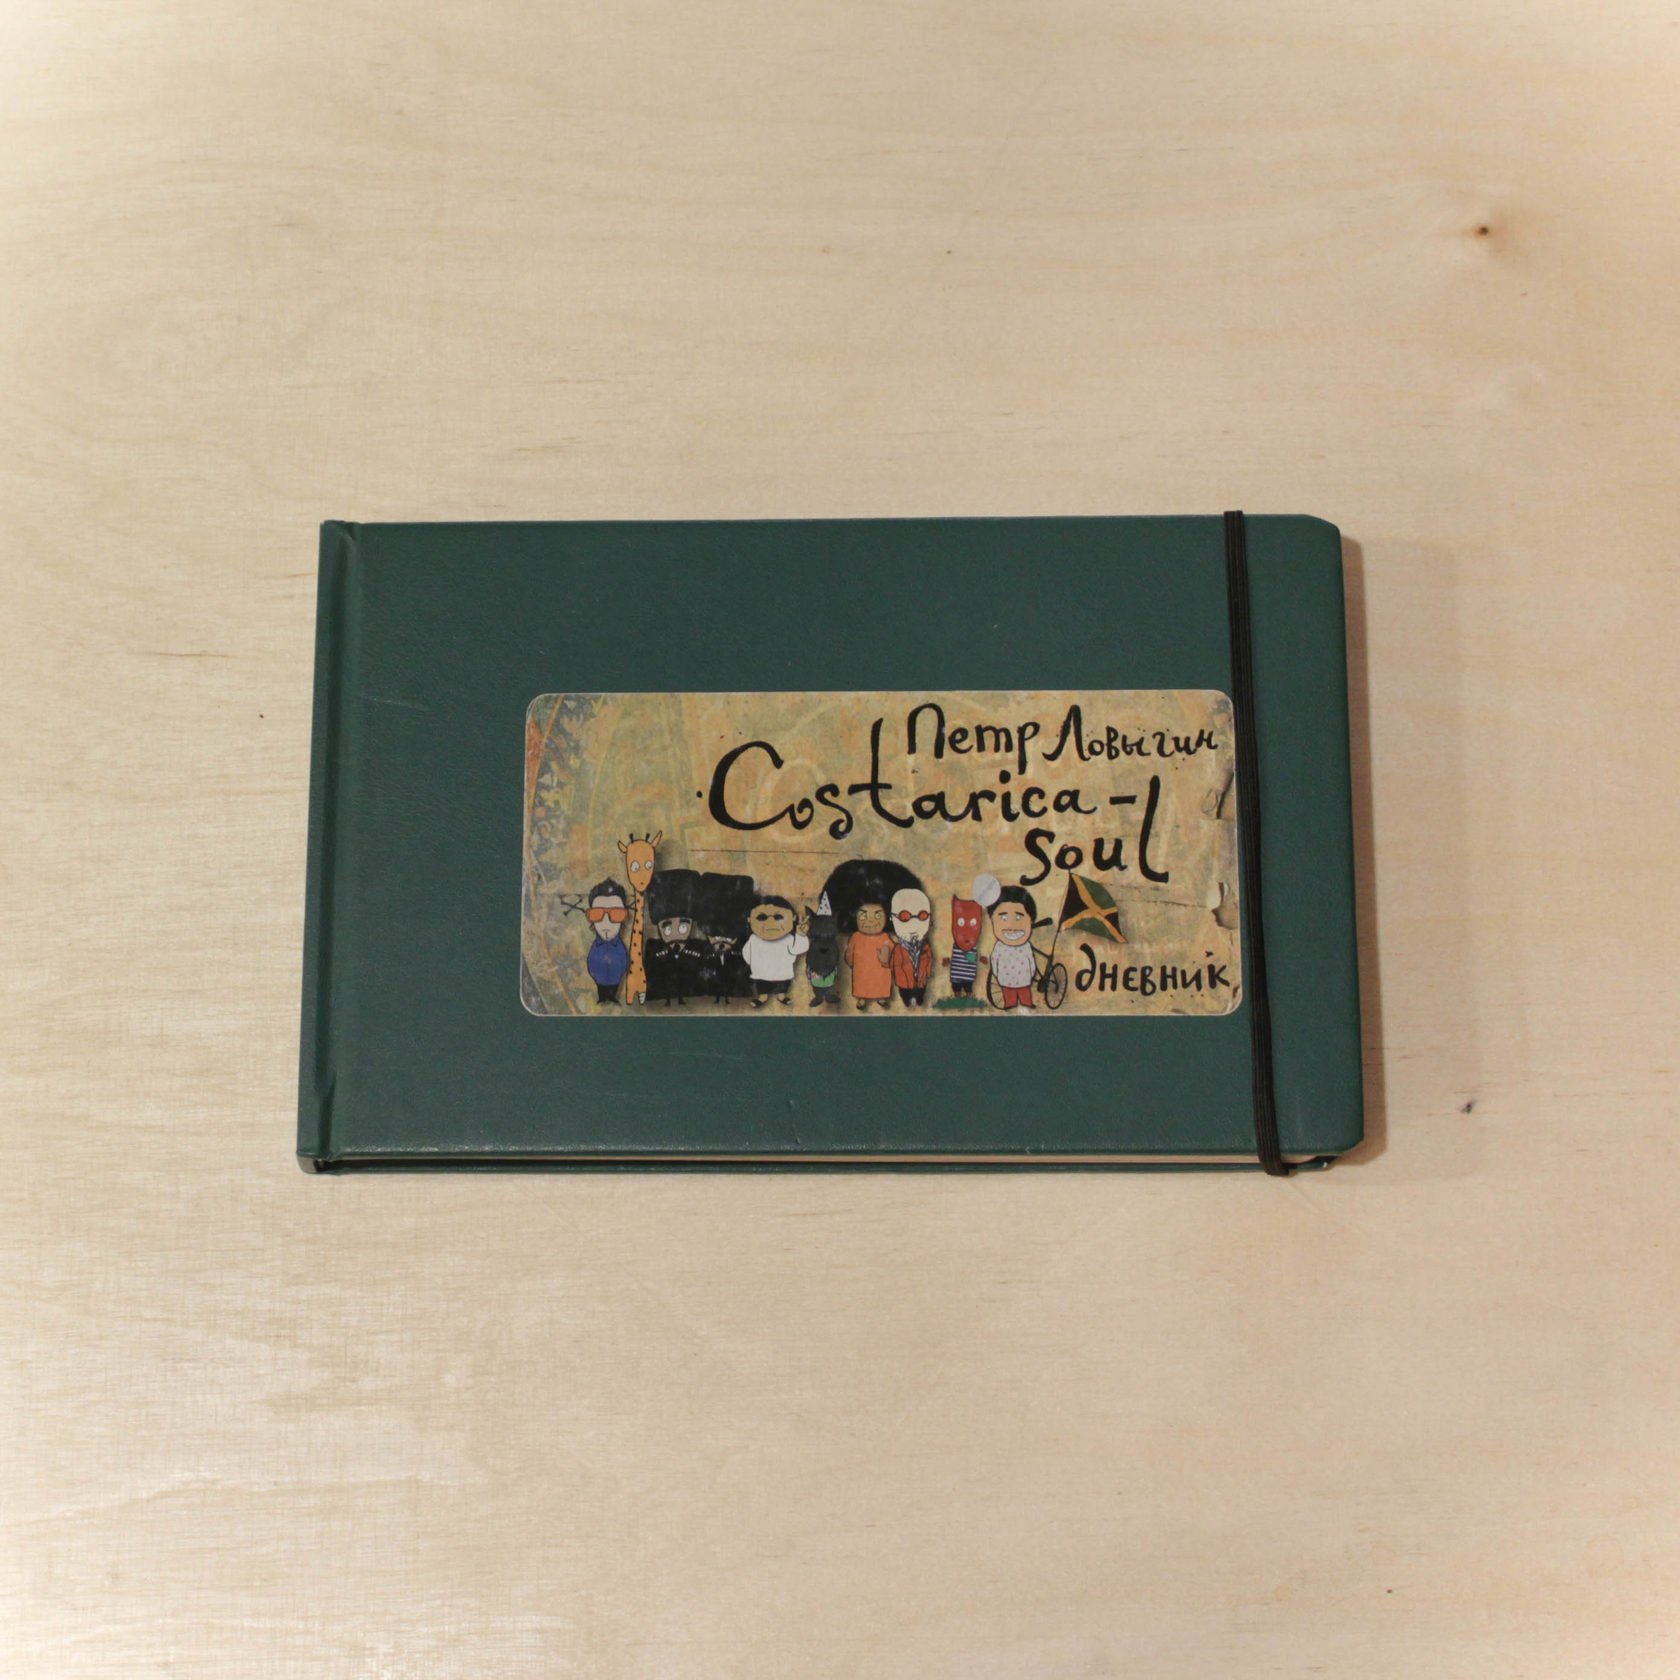 Петр Ловыгин
Costarica-
soul
дневник